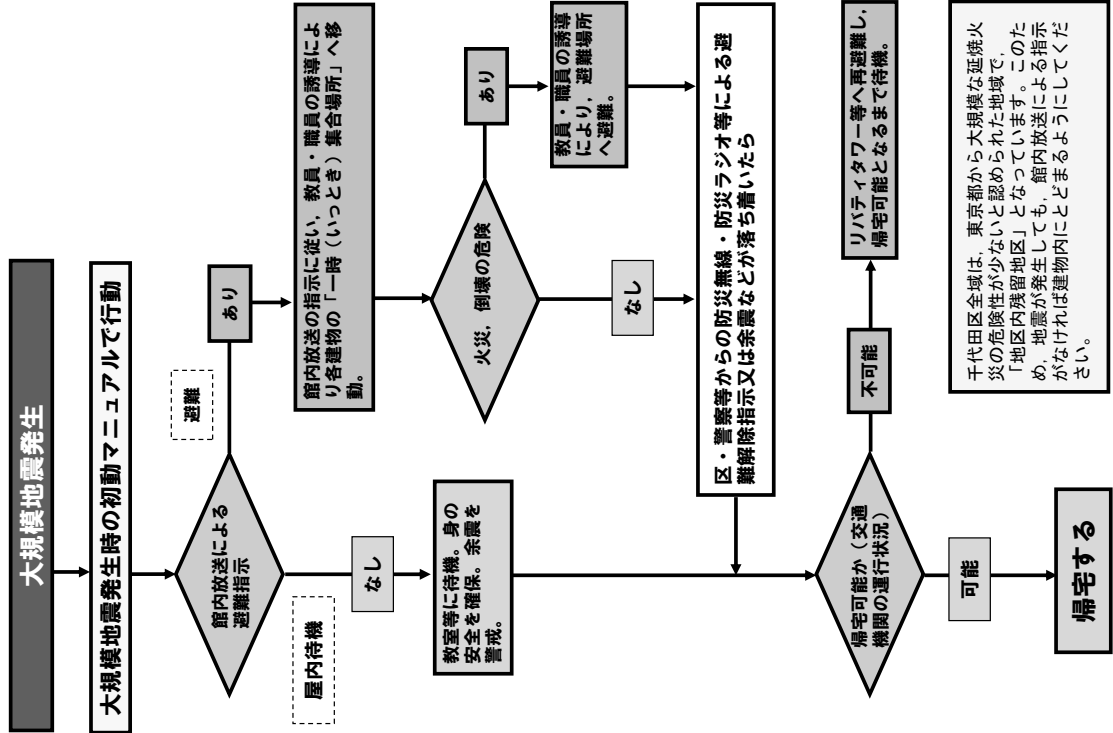 大規模地震発生
大規模地震発生時の初動マニュアルで行動
館内放送による
避難指示
避難
あり
館内放送の指示に従い，教員・職員の誘導によ
り各建物の「一時（いっとき）集合場所」へ移
動。
火災，倒壊の危険
あり
教員・職員の誘導
により，避難場所
へ避難。
なし
区・警察等からの防災無線・防災ラジオ等による避
難解除指示又は余震などが落ち着いたら
屋内待機
なし
教室等に待機。身の
安全を確保。余震を
警戒。
帰宅可能か（交通
機関の運行状況）
不可能
リバティタワー等へ再避難し，
帰宅可能となるまで待機。
可能
帰宅する
千代田区全域は，東京都から大規模な延焼火
災の危険性が少ないと認められた地域で，
「地区内残留地区」となっています。このた
め，地震が発生しても，館内放送による指示
がなければ建物内にとどまるようにしてくだ
さい。